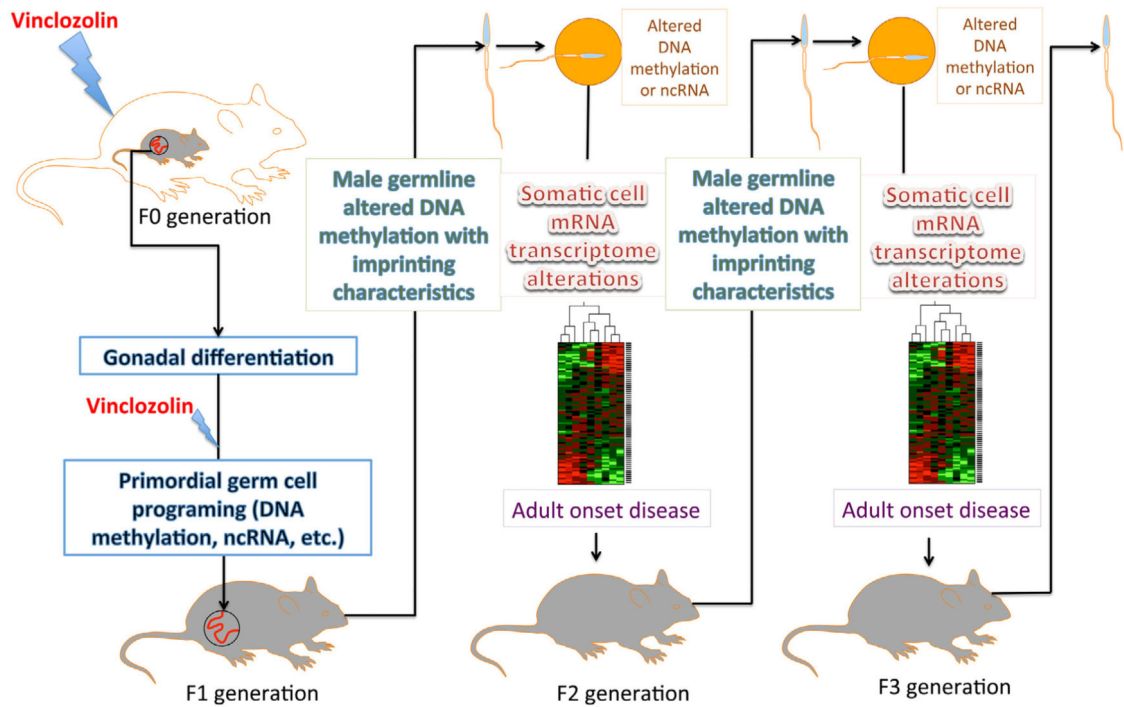 Vinclozolin
F0 generation
Gonadal differentiation
Vinclozolin
Primordial germ cell
programing (DNA
methylation, ncRNA, etc.)
F1 generation
Male germline
altered DNA
methylation with
imprinting
characteristics
Altered
DNA
methylation
or ncRNA
Somatic cell
mRNA
transcriptome
alterations
Adult onset disease
F2 generation
Male germline
altered DNA
methylation with
imprinting
characteristics
Altered
DNA
methylation
or ncRNA
Somatic cell
mRNA
transcriptome
alterations
Adult onset disease
F3 generation